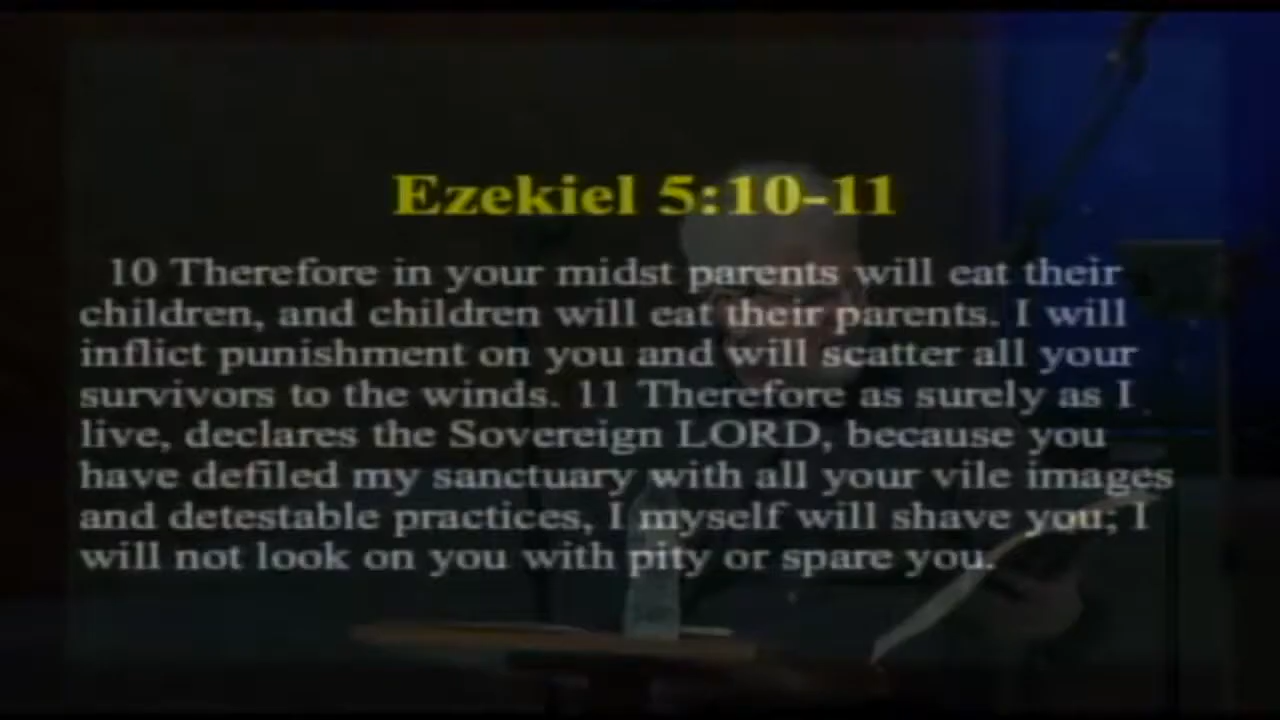 Ezekiel 5:10-11
10 Therefore in your midst parents will eat their
children, and children will eat their parents. I will
inflict punishment on you and will scatter all your
survivors to the winds. 11 Therefore as surely as I
live, declares the Sovereign LORD, because you
have defiled my sanctuary with all your vile images
and detestable practices, I myself will shave you; I
will not look on you with pity or spare you.